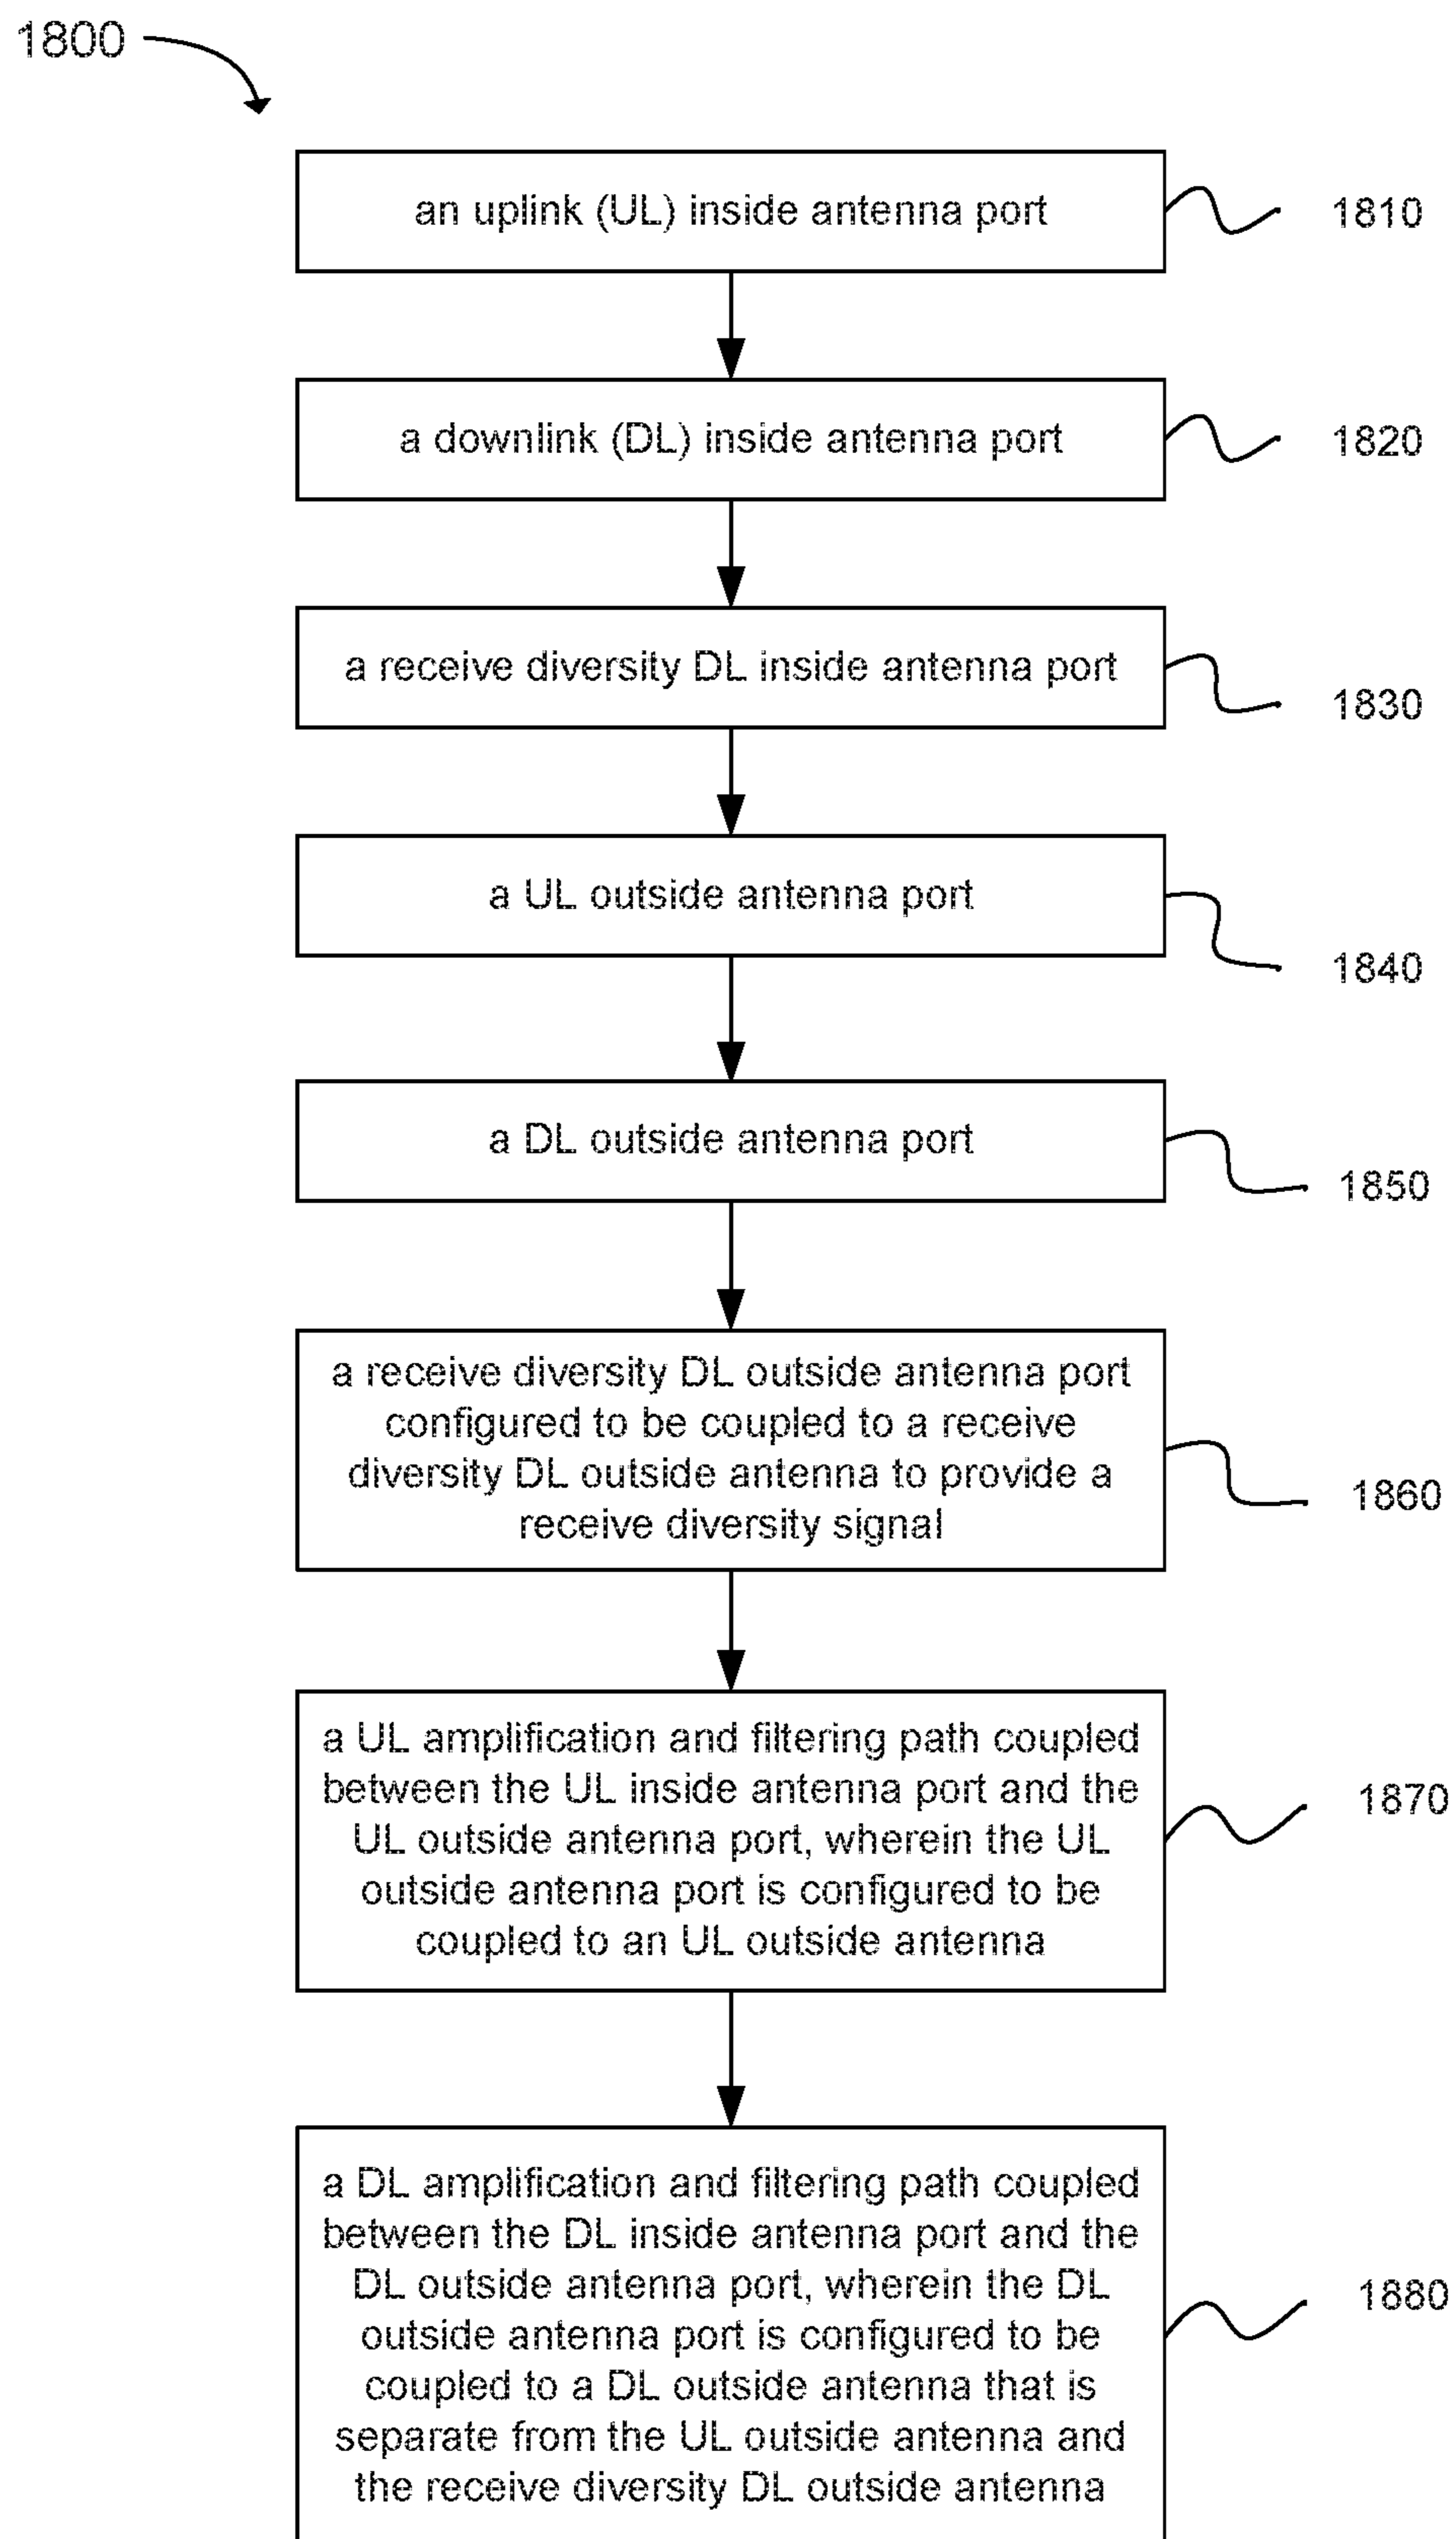 1800
an uplink (UL) inside antenna port
1810
a downlink (DL) inside antenna port
1820
a receive diversity DL inside antenna port
1830
a UL outside antenna port
1840
a DL outside antenna port
1850
a receive diversity DL outside antenna port
configured to be coupled to a receive
diversity DL outside antenna to provide a
receive diversity signal
1860
a UL amplification and filtering path coupled
between the UL inside antenna port and the
UL outside antenna port, wherein the UL
outside antenna port is configured to be
coupled to an UL outside antenna
1870
a DL amplification and filtering path coupled
between the DL inside antenna port and the
DL outside antenna port, wherein the DL
outside antenna port is configured to be
coupled to a DL outside antenna that is
separate from the UL outside antenna and
the receive diversity DL outside antenna
1880